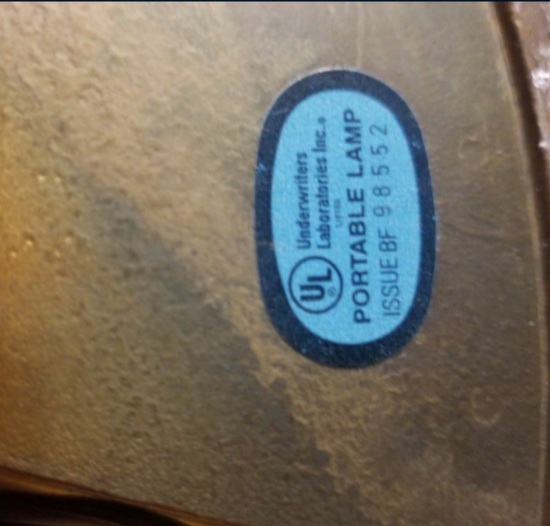 UL
®
Underwriters
Laboratories Inc.®
LISTED
PORTABLE LAMP
ISSUE BF 98552